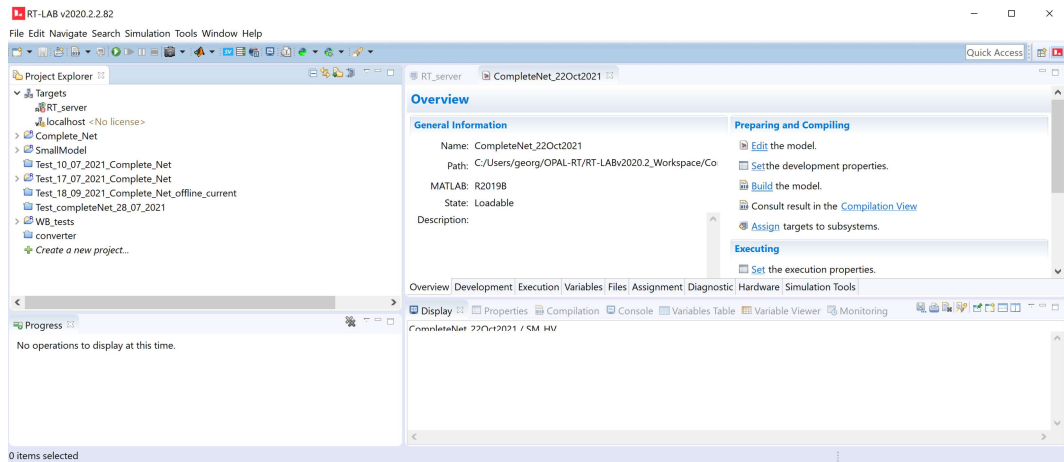 RT-LAB v2020.2.2.82
File Edit Navigate Search Simulation Tools Window Help
Quick Access
Project Explorer
Targets
RT_server
localhost <No license>
Complete_Net
SmallModel
Test_10_07_2021_Complete_Net
Test_17_07_2021_Complete_Net
Test_18_09_2021_Complete_Net_offline_current
Test_completeNet_28_07_2021
WB_tests
converter
Create a new project...
Progress
No operations to display at this time.
RT_server CompleteNet_22Oct2021
Overview
General Information
Name: CompleteNet_22Oct2021
Path: C:/Users/georg/OPAL-RT/RT-LABv2020.2_Workspace/Co
MATLAB: R2019B
State: Loadable
Description:
Preparing and Compiling
Edit the model.
Setthe development properties.
Build the model.
Consult result in the Compilation View
Assign targets to subsystems.
Executing
Set the execution properties.
Overview Development Execution Variables Files Assignment Diagnostic Hardware Simulation Tools
Display Properties Compilation Console Variables Table Variable Viewer Monitoring
CompleteNet_22Oct2021 / SM_HV
0 items selected